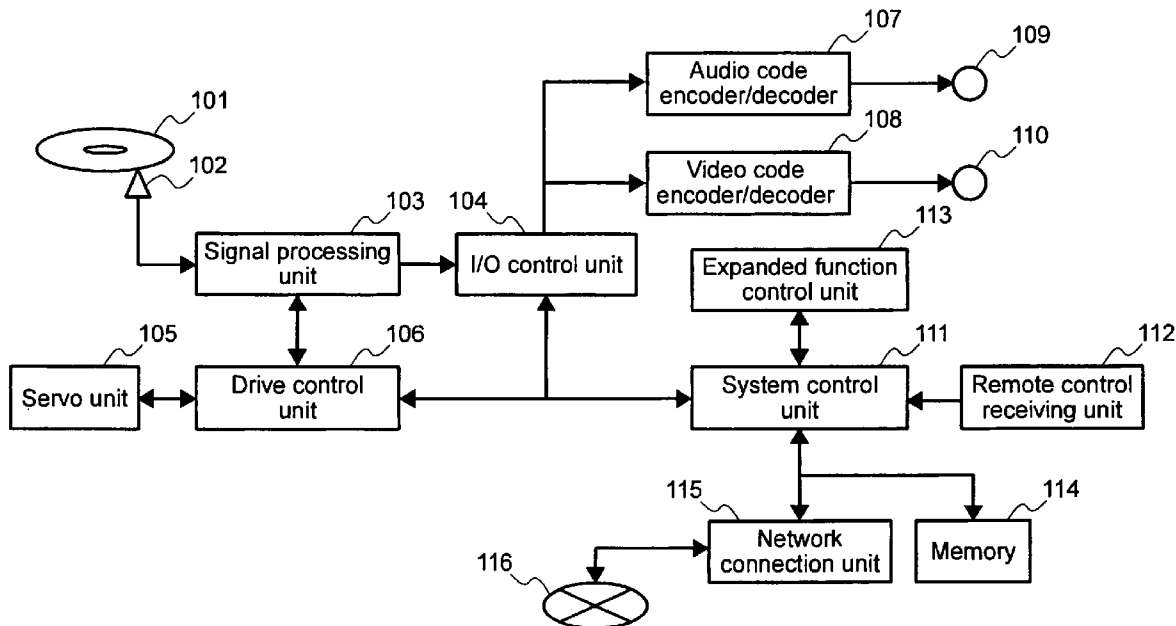 107
109
Audio code
encoder/decoder
101
108
110
102
Video code
encoder/decoder
103
104
113
Signal processing
unit
I/O control unit
Expanded function
control unit
105
106
111
112
Servo unit
Drive control
unit
System control
unit
Remote control
receiving unit
115
114
Network
connection unit
Memory
116